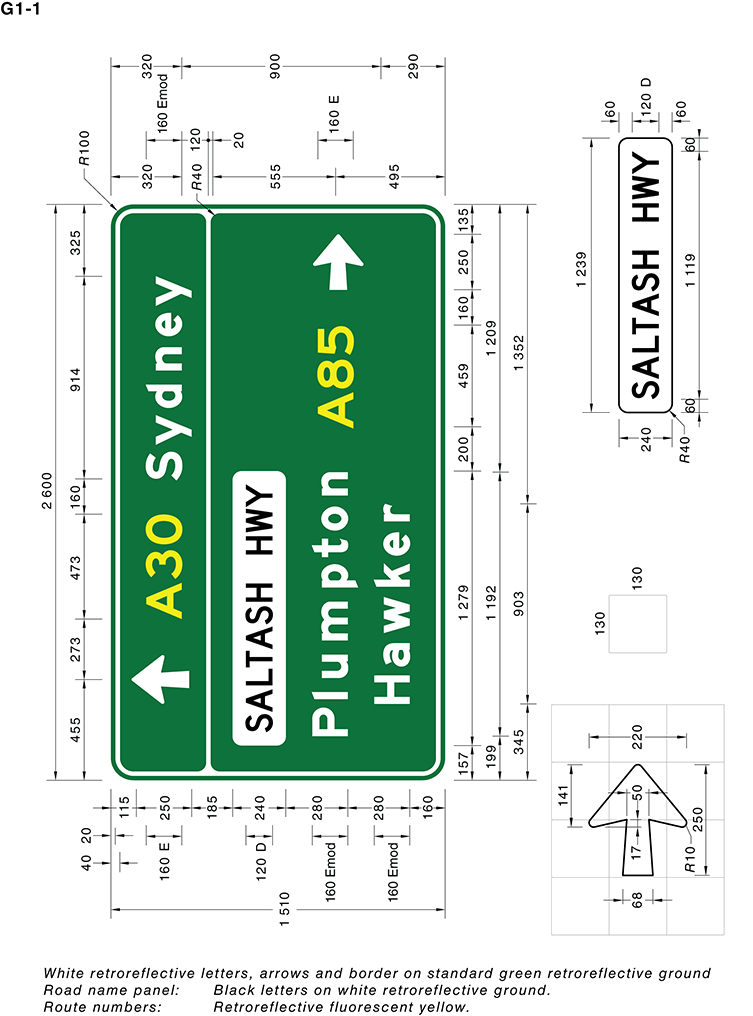 G1-1
320
900
290
160 Emod
120
20
160 E
R100
320
R40
555
495
60
120 D
60
60
1 239
1 119
SALTASH HWY
60
240
R40
2 600
325
914
160
473
273
455
A30 Sydney
SALTASH HWY
Plumpton A85
Hawker
135
250
160
459
200
1 279
157
1 209
1 192
199
1 352
903
345
130
130
220
141
50
250
17
R10
68
115
250
185
240
280
280
160
20
40
160 E
120 D
160 Emod
160 Emod
1 510
White retroreflective letters, arrows and border on standard green retroreflective ground
Road name panel: Black letters on white retroreflective ground.
Route numbers: Retroreflective fluorescent yellow.